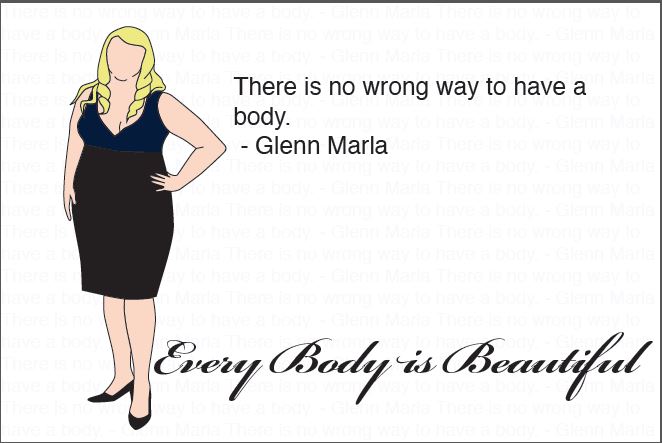 There is no wrong way to have a
body.
- Glenn Marla
Every Body is Beautiful